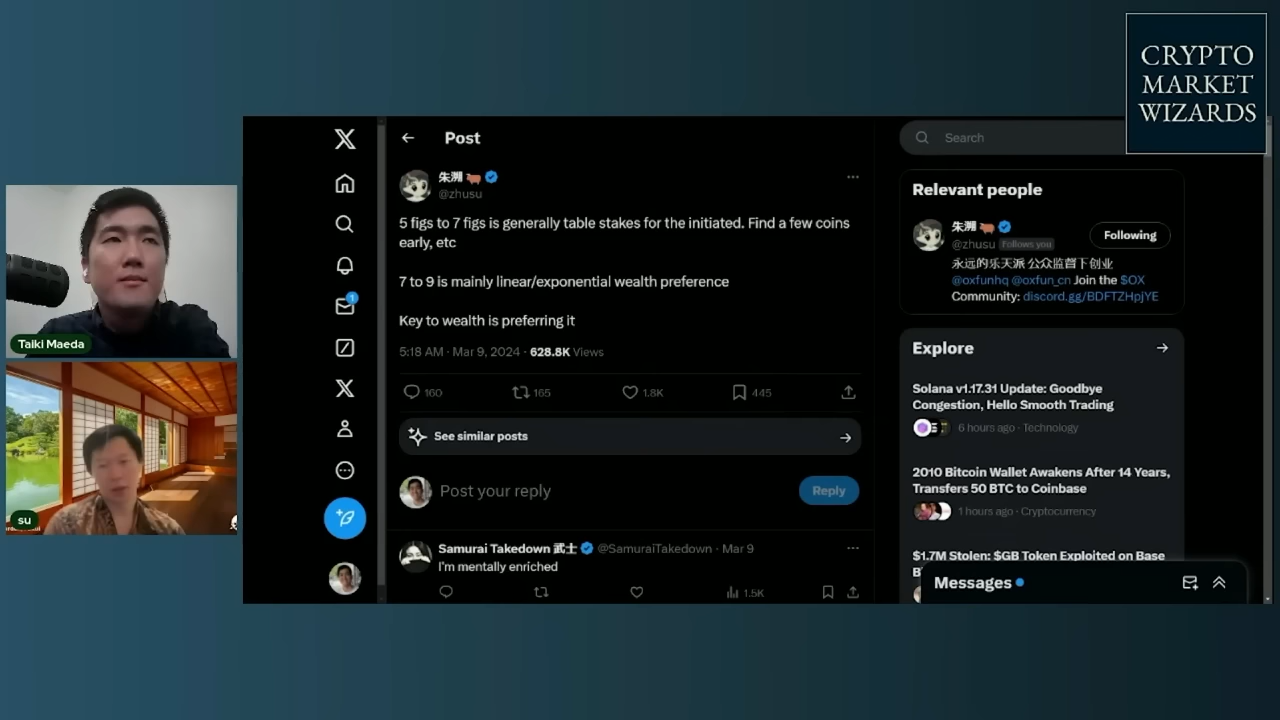 CRYPTO
MARKET
WIZARDS
Taiki Maeda
su
Post
朱溯 🐂
@zhusu
5 figs to 7 figs is generally table stakes for the initiated. Find a few coins
early, etc
7 to 9 is mainly linear/exponential wealth preference
Key to wealth is preferring it
5:18 AM · Mar 9, 2024 · 628.8K Views
160 165 1.8K 445
See similar posts
Post your reply
Reply
Samurai Takedown 武士 @SamuraiTakedown · Mar 9
I'm mentally enriched
1.5K
1
Search
Relevant people
朱溯 🐂
@zhusu Follows you
Following
永远的乐天派 公众监督下创业
@oxfunhq @oxfun_cn Join the $OX
Community: discord.gg/BDFTZHpjYE
Explore
Solana v1.17.31 Update: Goodbye
Congestion, Hello Smooth Trading
6 hours ago · Technology
2010 Bitcoin Wallet Awakens After 14 Years,
Transfers 50 BTC to Coinbase
1 hours ago · Cryptocurrency
$1.7M Stolen: $GB Token Exploited on Base
Messages